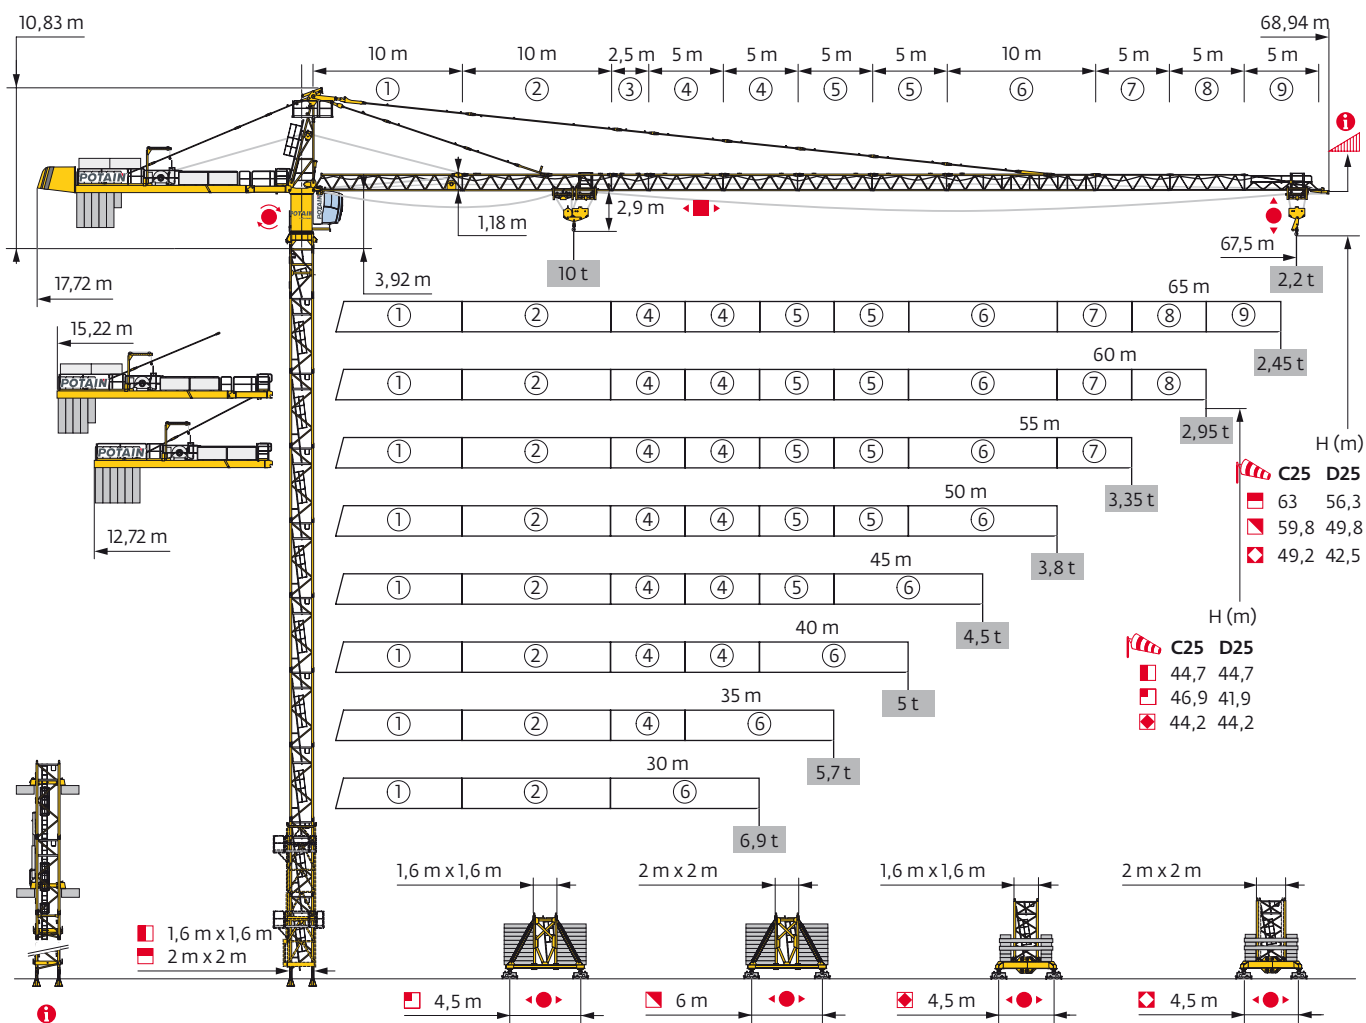 10,83 m
68,94 m
10 m 10 m 2,5 m 5 m 5 m 5 m 5 m 10 m 5 m 5 m 5 m
① ② ③ ④ ④ ⑤ ⑤ ⑥ ⑦ ⑧ ⑨
i
POTAIN
POTAIN
POTAIN
2,9 m
1,18 m
67,5 m
10 t
2,2 t
17,72 m
3,92 m
65 m
① ② ④ ④ ⑤ ⑤ ⑥ ⑦ ⑧ ⑨
2,45 t
15,22 m
POTAIN
60 m
① ② ④ ④ ⑤ ⑤ ⑥ ⑦ ⑧
2,95 t
POTAIN
12,72 m
55 m
① ② ④ ④ ⑤ ⑤ ⑥ ⑦
3,35 t
H (m)
C25 D25
63 56,3
59,8 49,8
49,2 42,5
50 m
① ② ④ ④ ⑤ ⑤ ⑥
3,8 t
45 m
① ② ④ ④ ⑤ ⑥
4,5 t
H (m)
C25 D25
44,7 44,7
46,9 41,9
44,2 44,2
40 m
① ② ④ ④ ⑥
5 t
35 m
① ② ④ ⑥
5,7 t
30 m
① ② ⑥
6,9 t
1,6 m x 1,6 m
2 m x 2 m
1,6 m x 1,6 m
2 m x 2 m
1,6 m x 1,6 m
2 m x 2 m
i
4,5 m
6 m
4,5 m
4,5 m